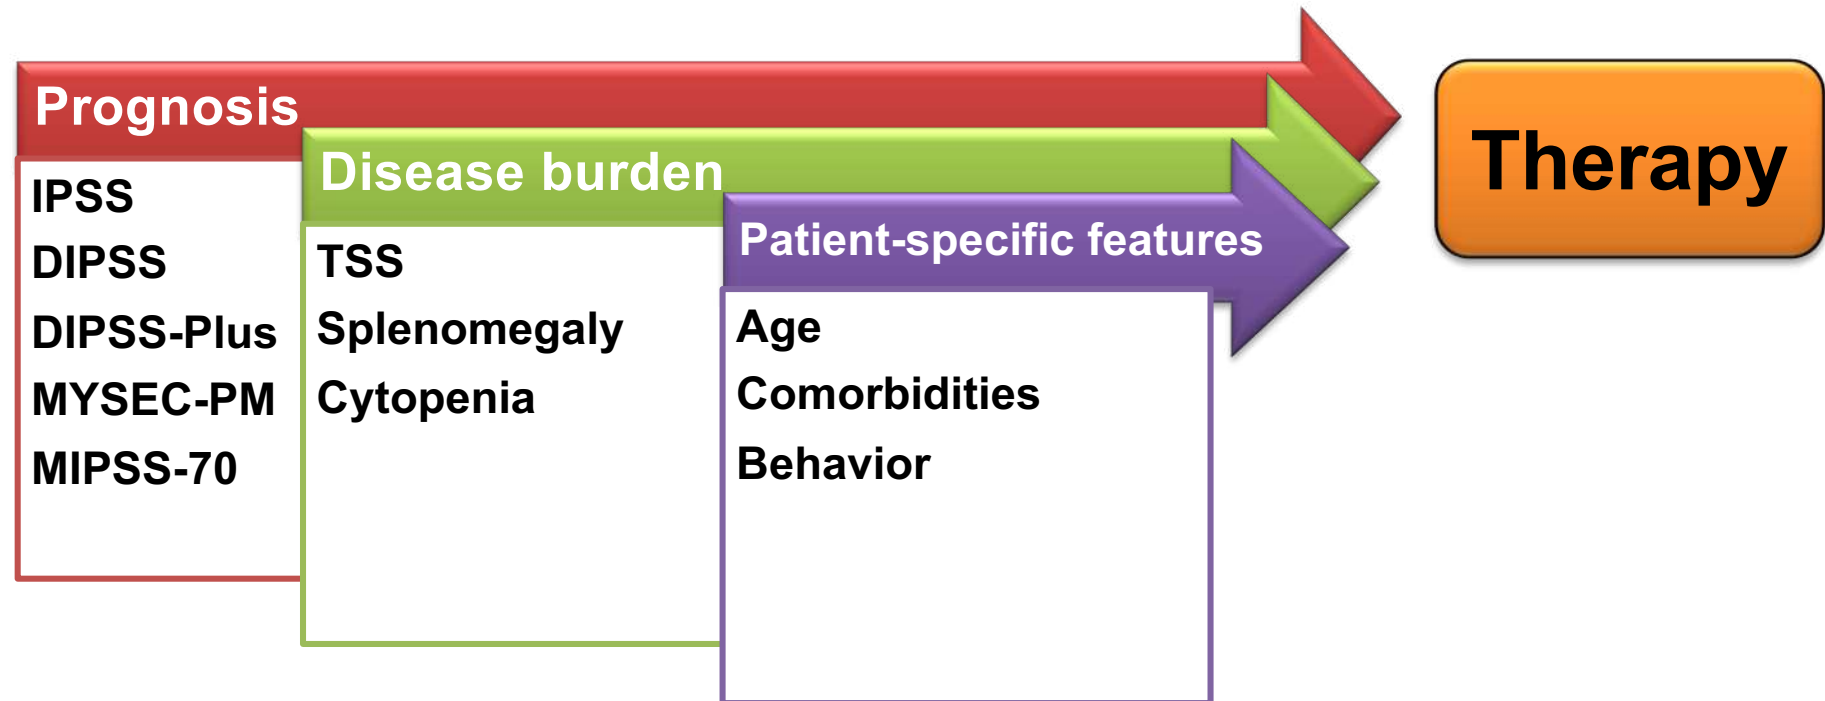 Prognosis
IPSS
DIPSS
DIPSS-Plus
MYSEC-PM
MIPSS-70
Disease burden
TSS
Splenomegaly
Cytopenia
Patient-specific features
Age
Comorbidities
Behavior
Therapy